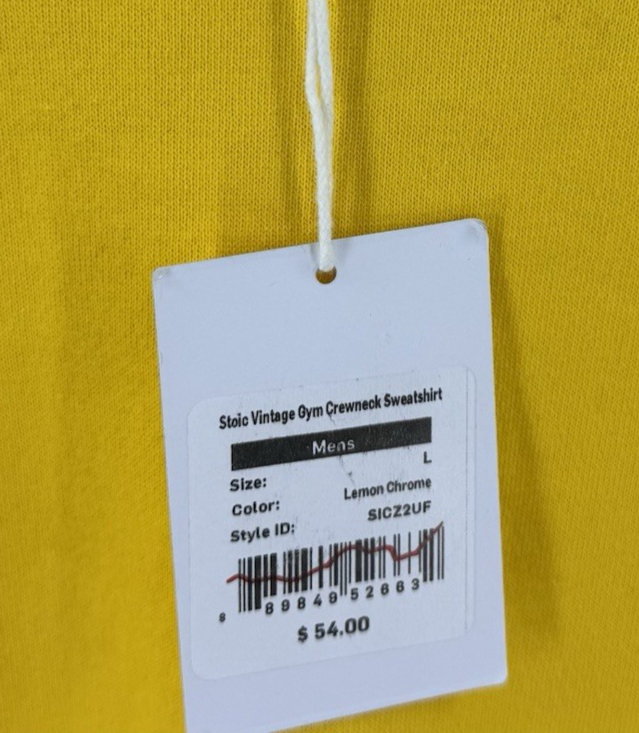 Stoic Vintage Gym Crewneck Sweatshirt
Mens
Size: L
Color: Lemon Chrome
Style ID: SICZ2UF
8 89849 52663
$ 54.00